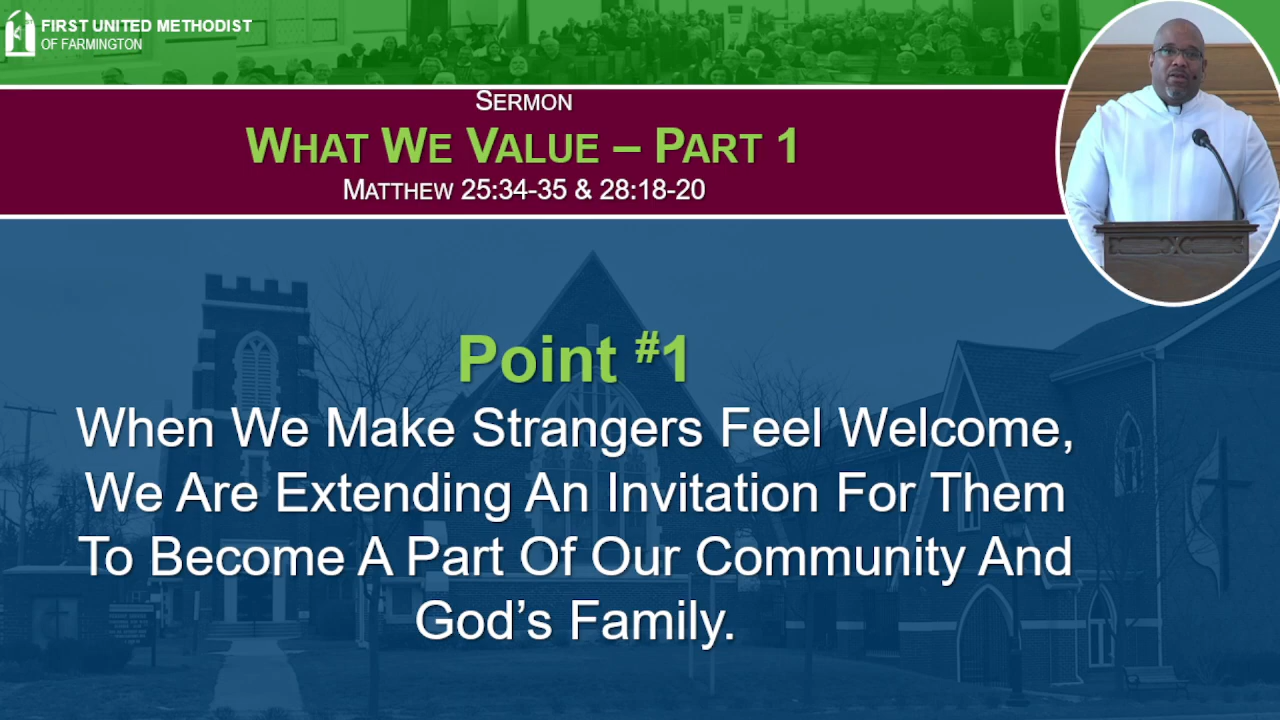 FIRST UNITED METHODIST
OF FARMINGTON
SERMON
WHAT WE VALUE – PART 1
MATTHEW 25:34-35 & 28:18-20
Point #1
When We Make Strangers Feel Welcome,
We Are Extending An Invitation For Them
To Become A Part Of Our Community And
God’s Family.